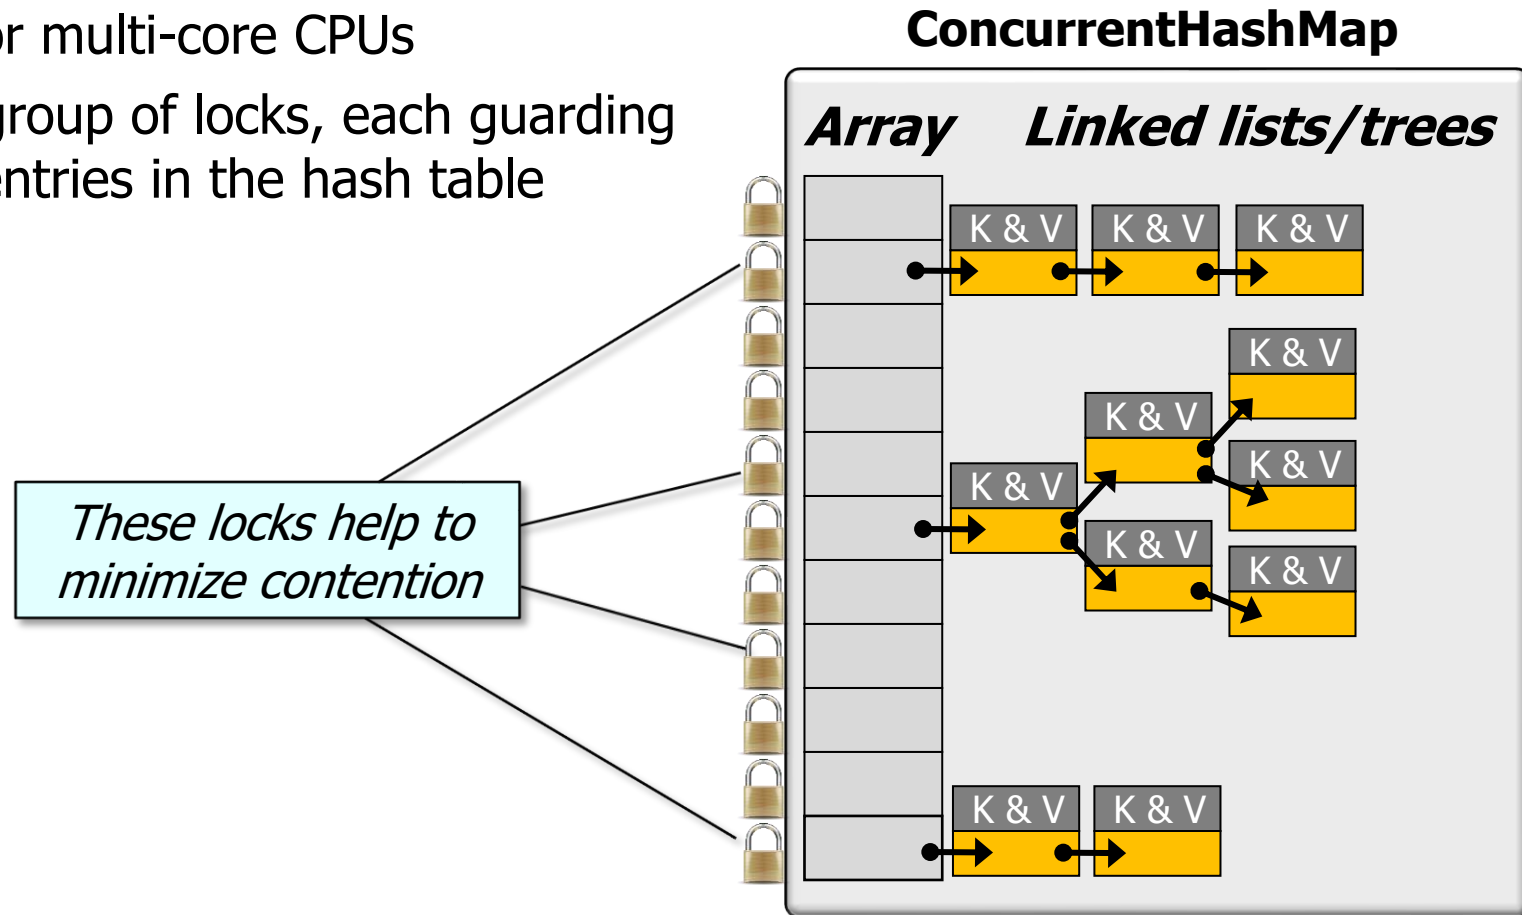 or multi-core CPUs
group of locks, each guarding
entries in the hash table
ConcurrentHashMap
Array Linked lists/trees
K & V K & V K & V
K & V
K & V
K & V K & V
K & V K & V
These locks help to
minimize contention
K & V K & V